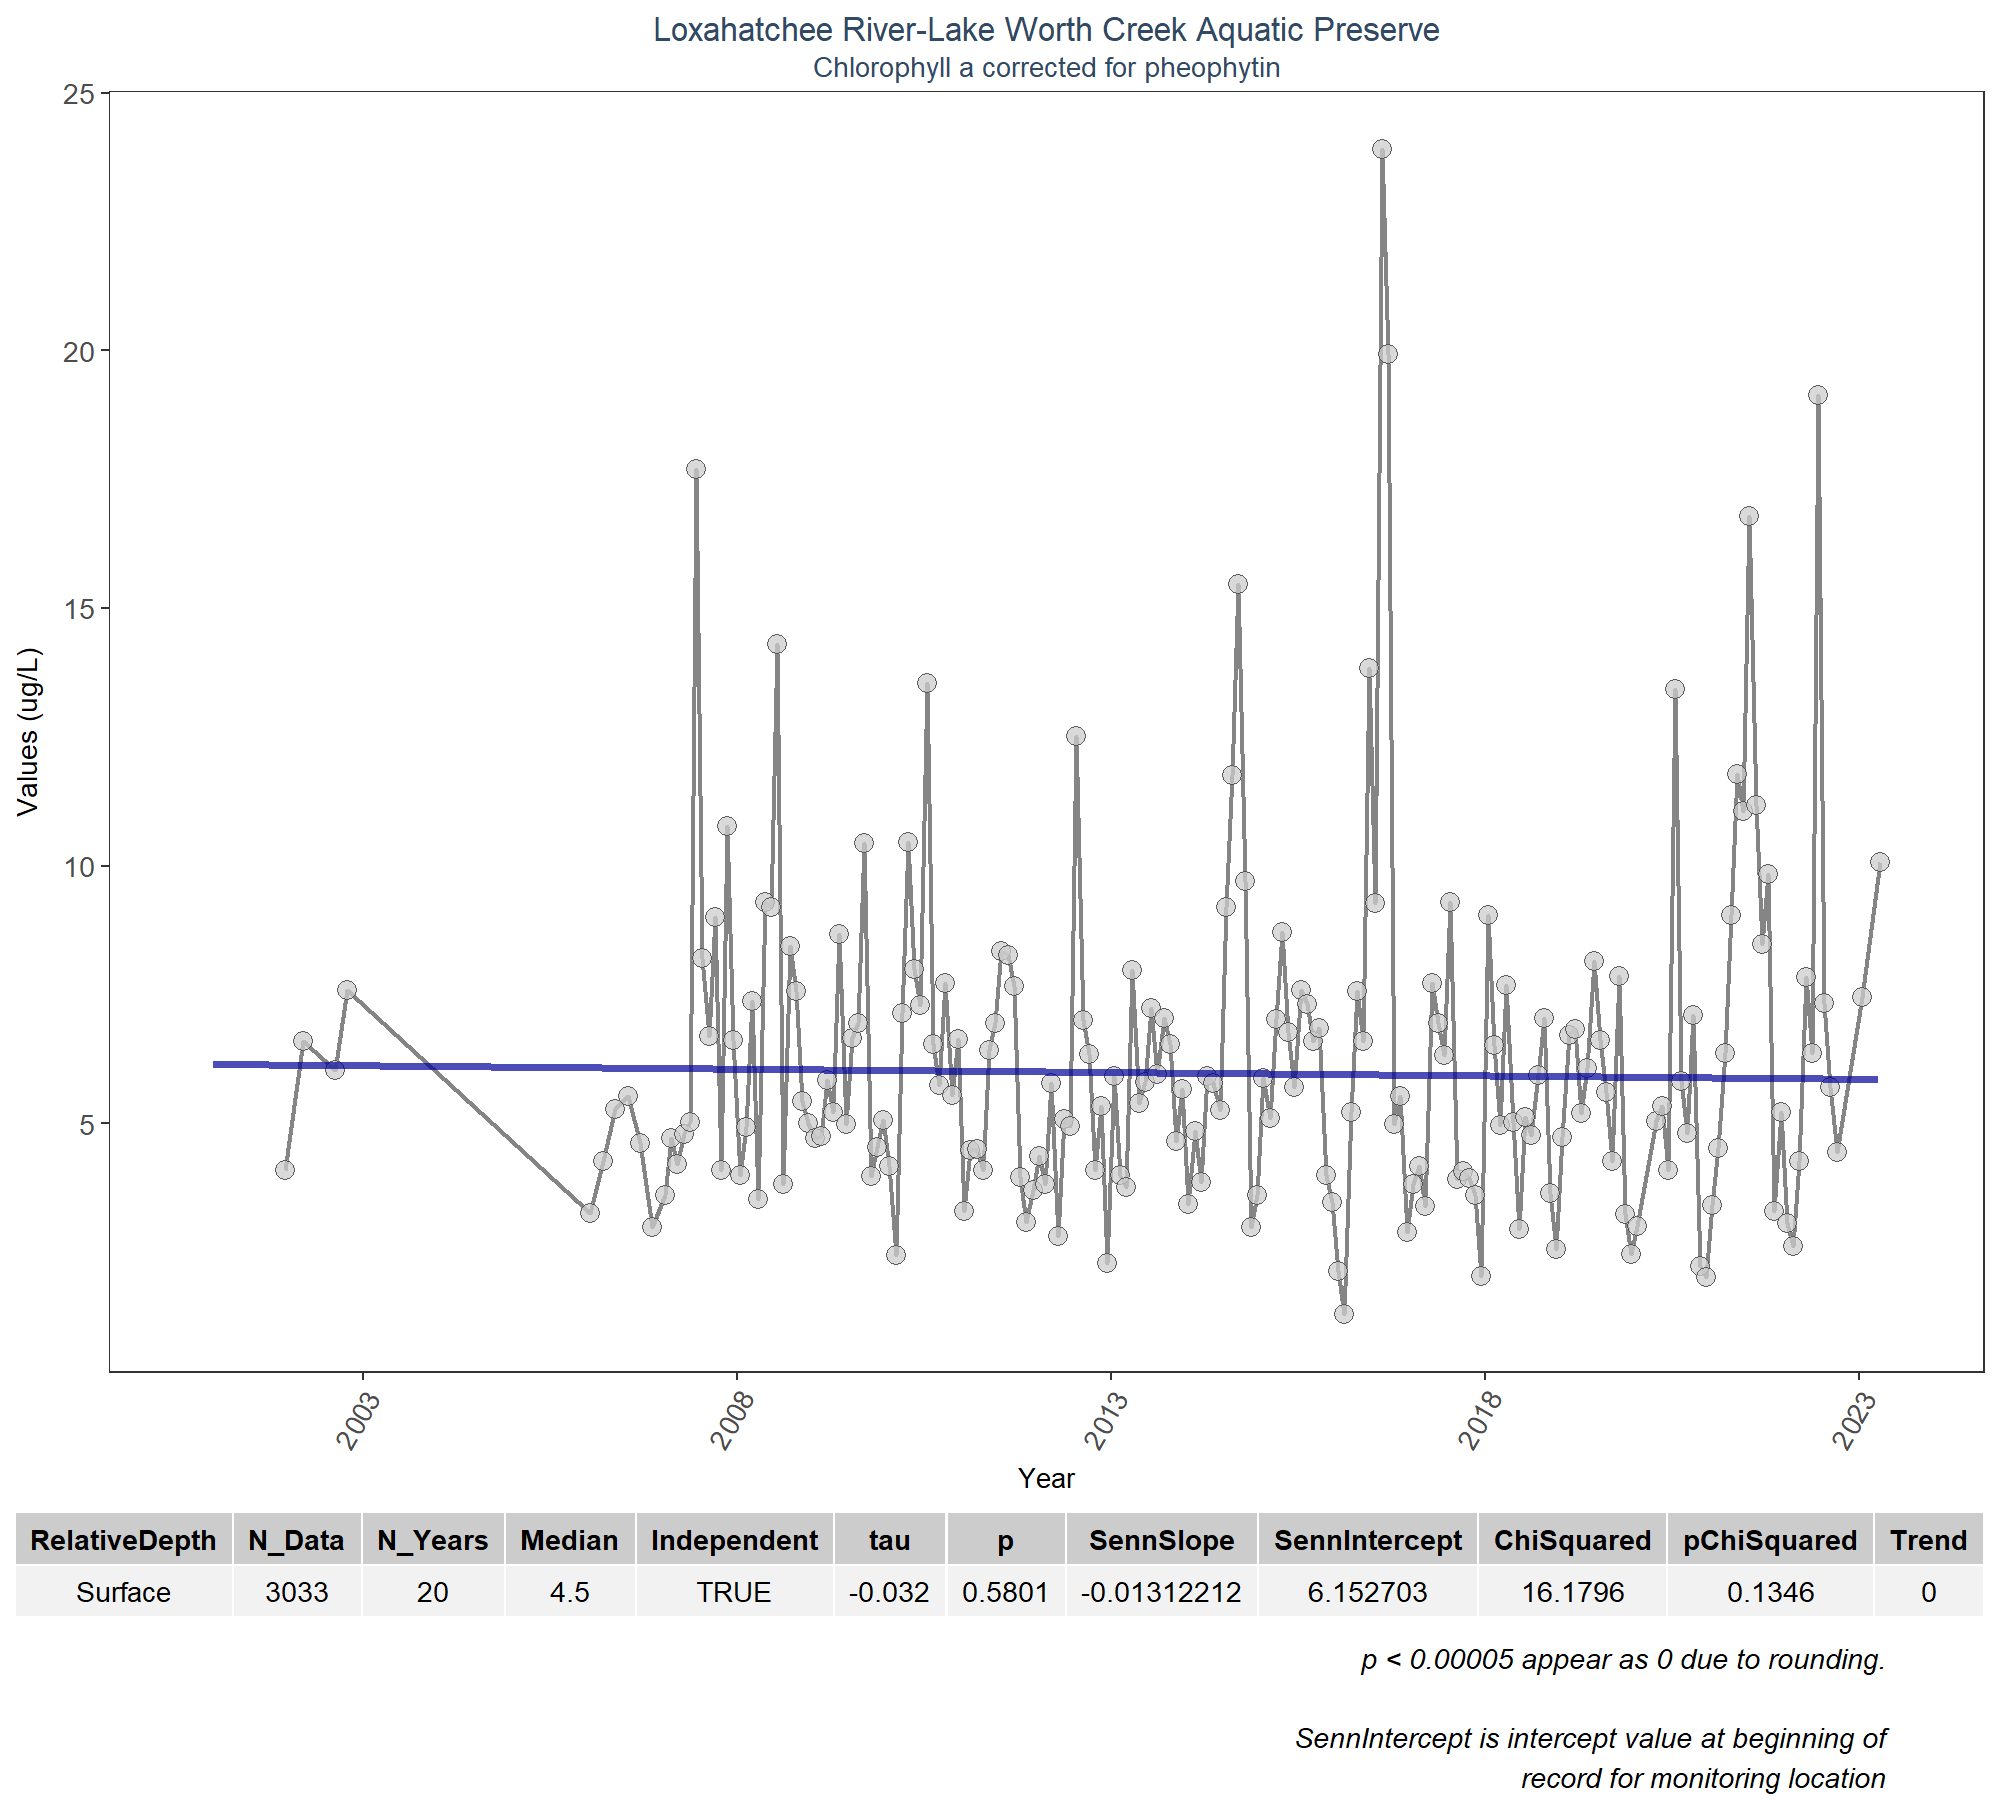 Loxahatchee River-Lake Worth Creek Aquatic Preserve
Chlorophyll a corrected for pheophytin
25
20
15
10
5
Values (ug/L)
2003 2008 2013 2018 2023
Year
RelativeDepth N_Data N_Years Median Independent tau p SennSlope SennIntercept ChiSquared pChiSquared Trend
Surface 3033 20 4.5 TRUE -0.032 0.5801 -0.01312212 6.152703 16.1796 0.1346 0
p < 0.00005 appear as 0 due to rounding.
SennIntercept is intercept value at beginning of
record for monitoring location